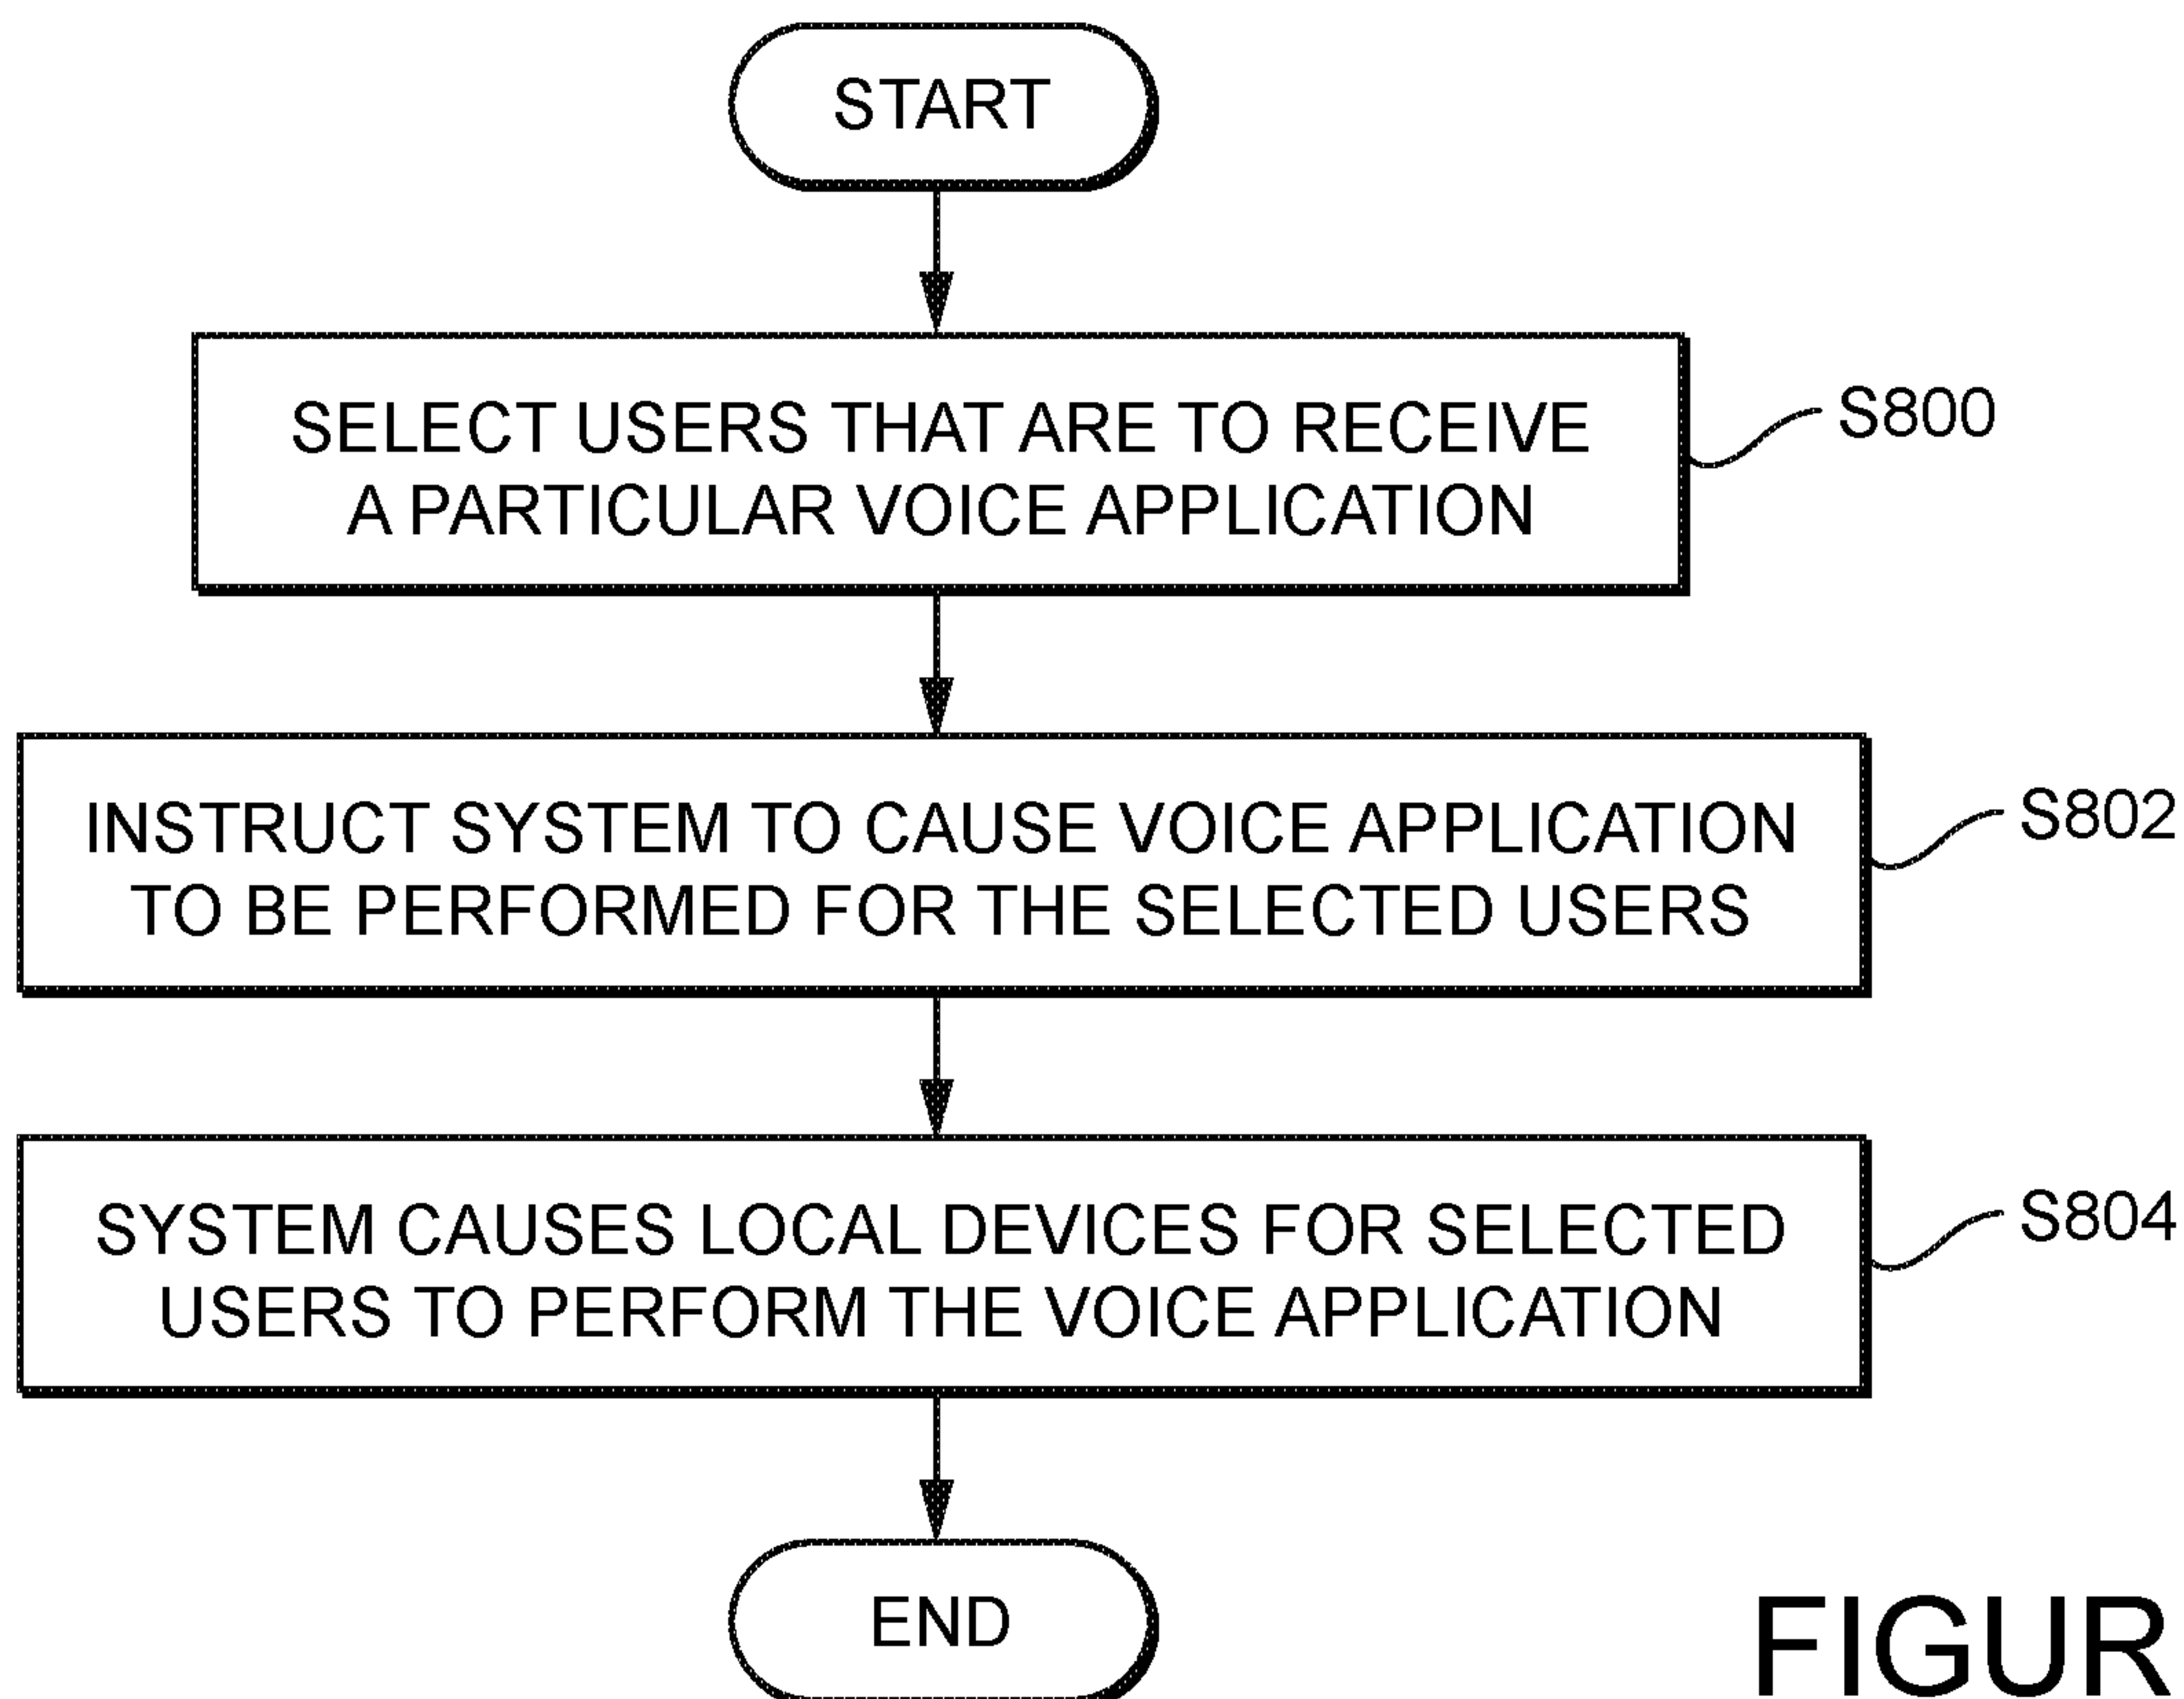 START
SELECT USERS THAT ARE TO RECEIVE
A PARTICULAR VOICE APPLICATION
S800
INSTRUCT SYSTEM TO CAUSE VOICE APPLICATION
TO BE PERFORMED FOR THE SELECTED USERS
S802
SYSTEM CAUSES LOCAL DEVICES FOR SELECTED
USERS TO PERFORM THE VOICE APPLICATION
S804
END
FIGUR